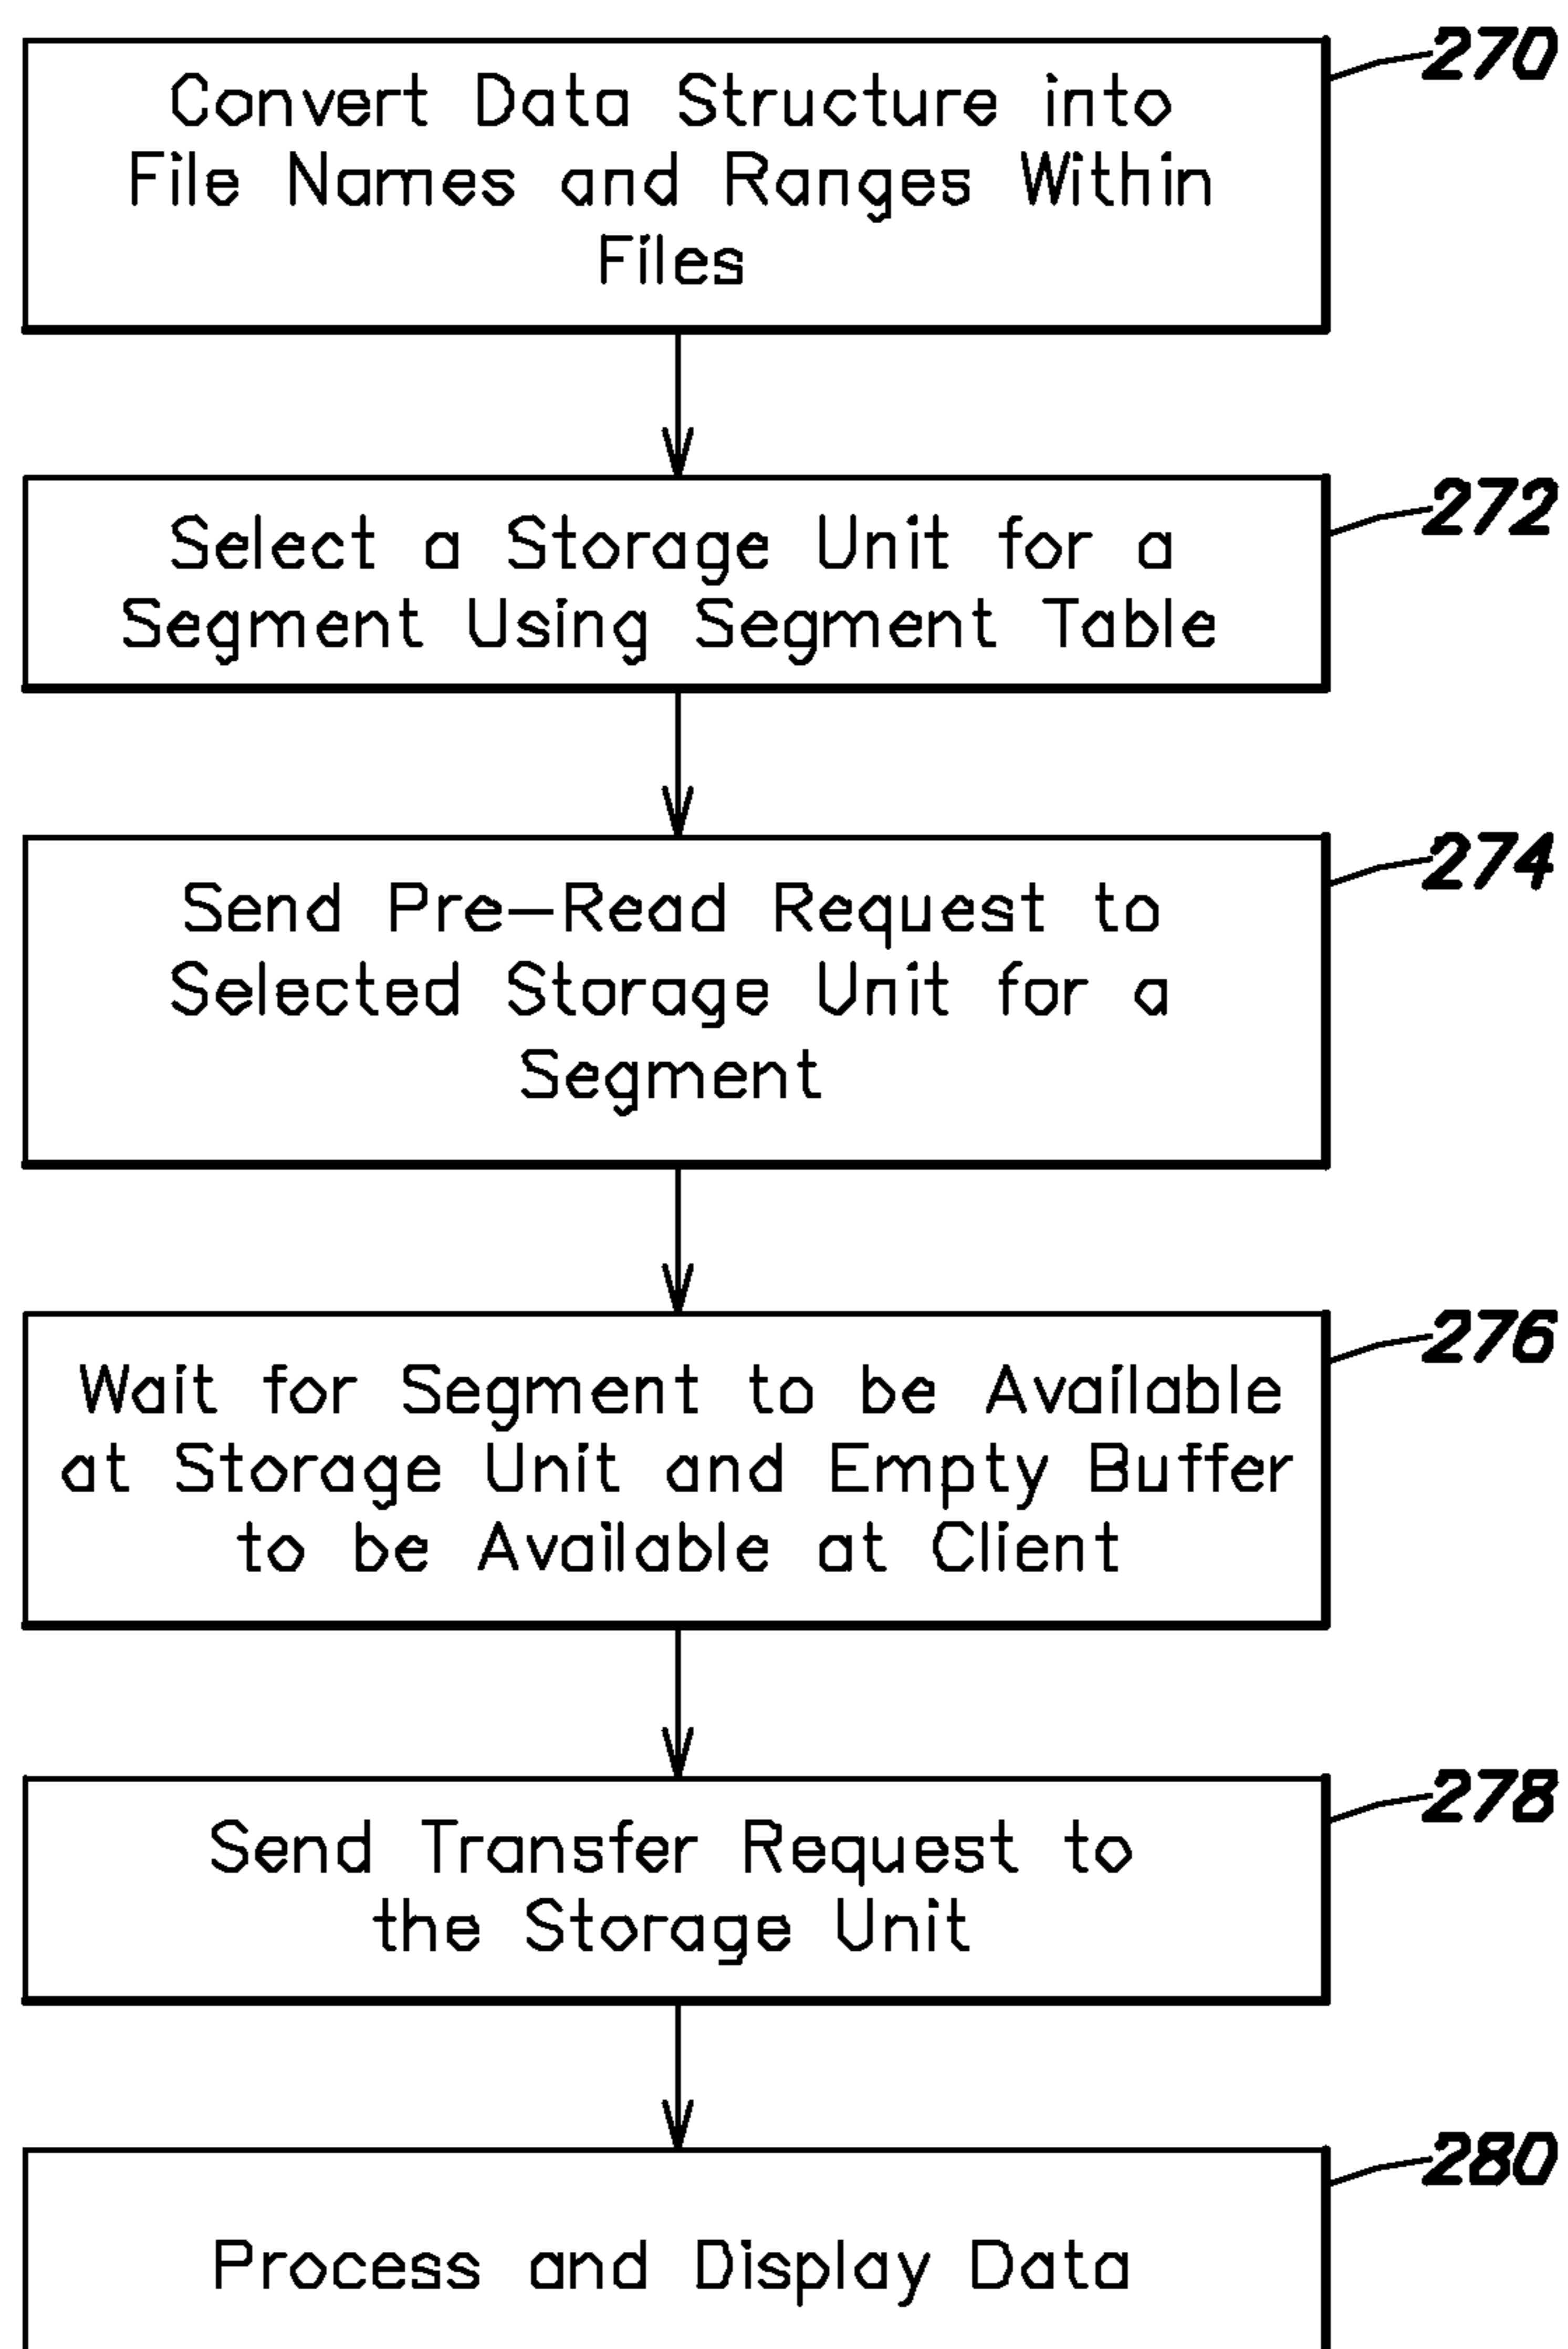 270
Convert Data Structure into
File Names and Ranges Within
Files
272
Select a Storage Unit for a
Segment Using Segment Table
274
Send Pre-Read Request to
Selected Storage Unit for a
Segment
276
Wait for Segment to be Available
at Storage Unit and Empty Buffer
to be Available at Client
278
Send Transfer Request to
the Storage Unit
280
Process and Display Data